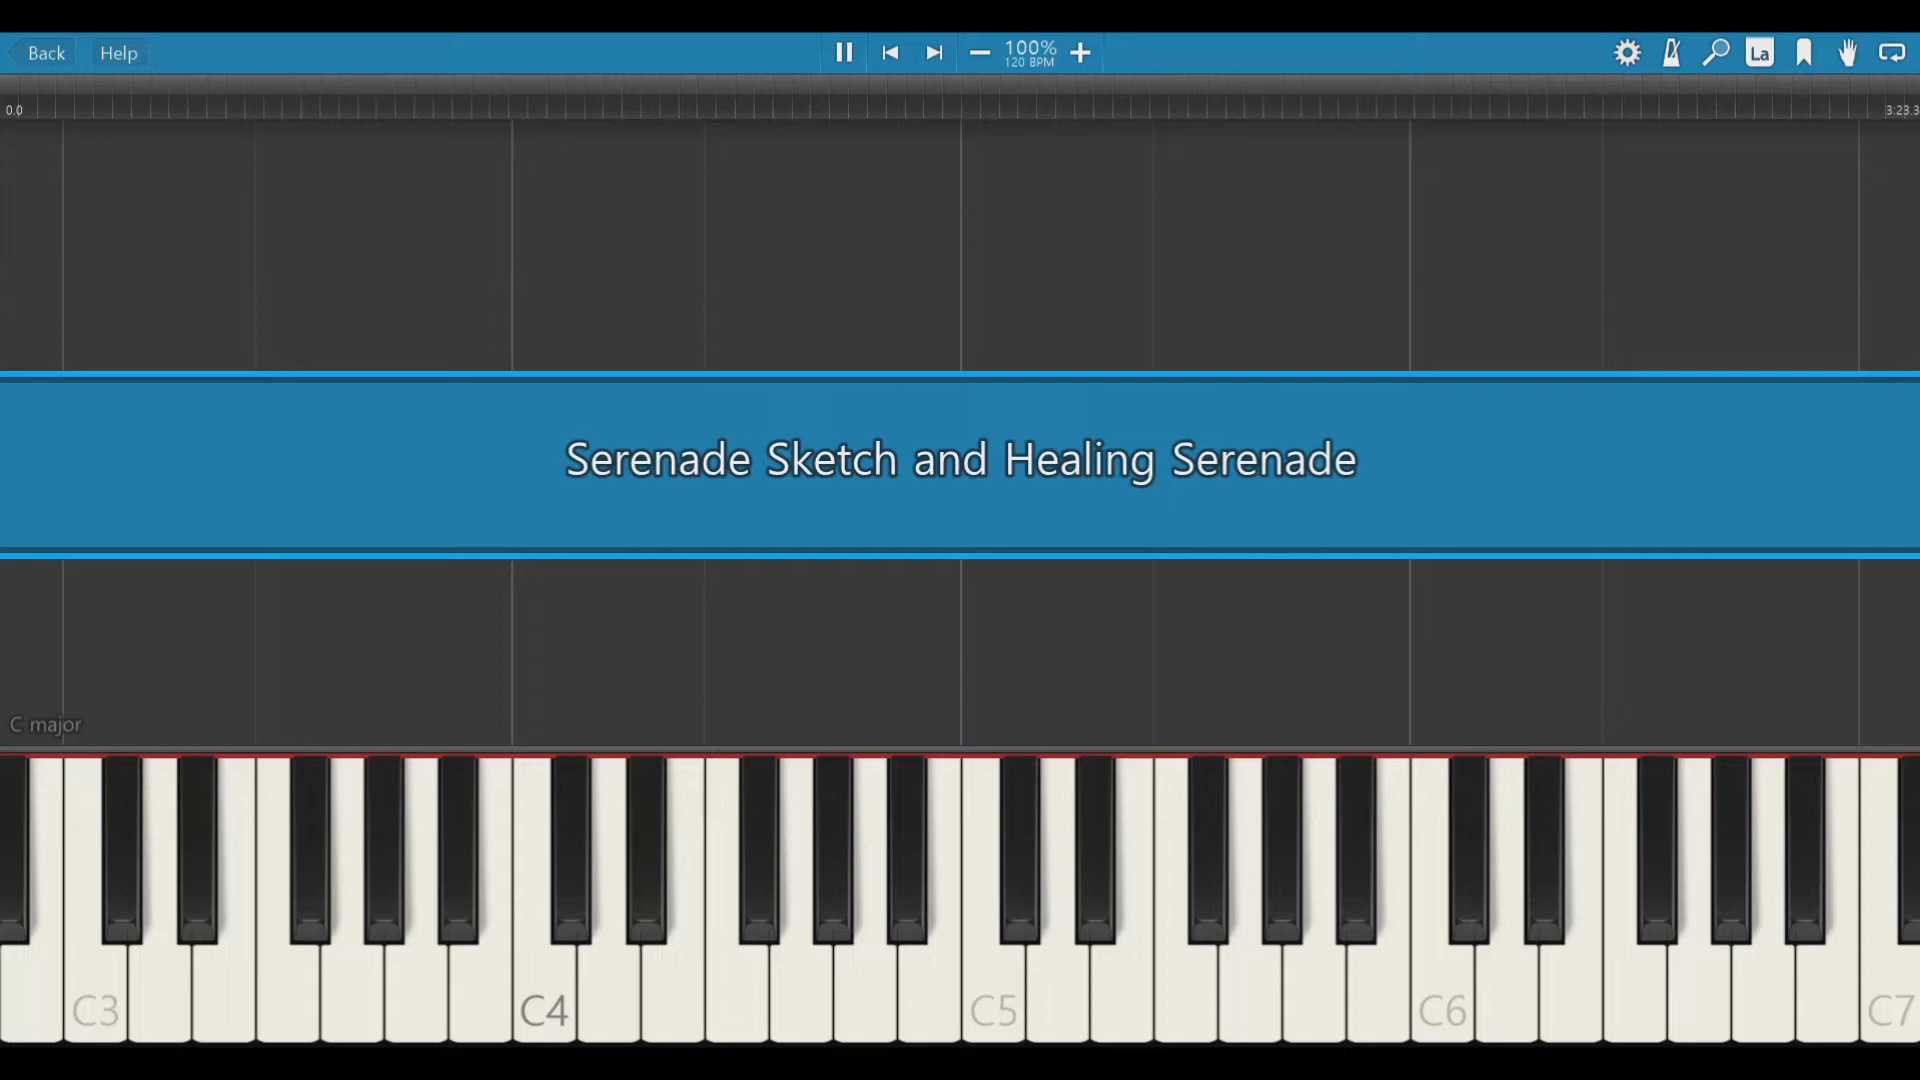 Back
Help
100%
120 BPM
La
0.0
3:23.3
Serenade Sketch and Healing Serenade
C major
C3
C4
C5
C6
C7